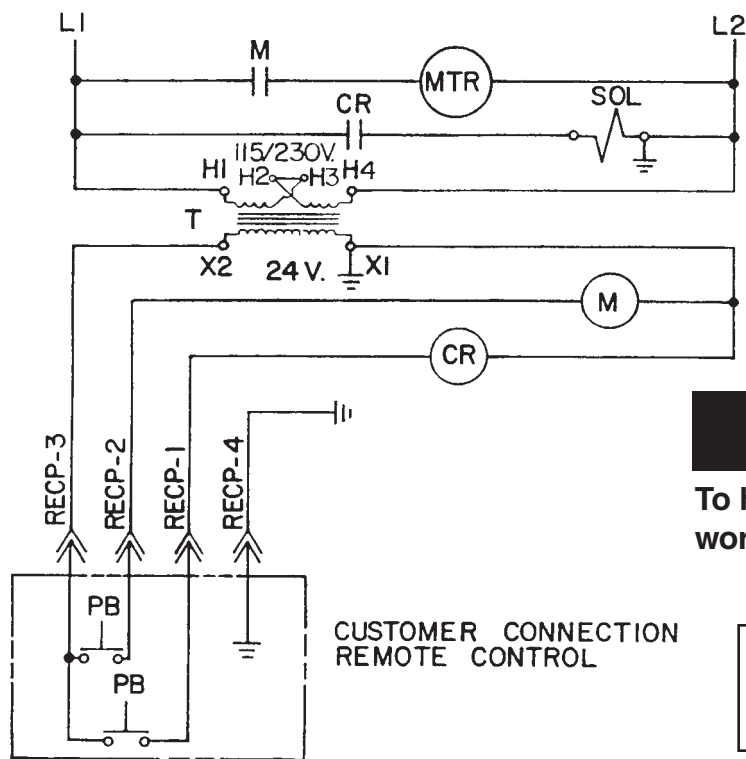 L1
L2
M
MTR
CR
SOL
115/230V.
H1
H2
H3
H4
T
X2
24 V.
X1
M
CR
RECP-3
RECP-2
RECP-1
RECP-4
PB
PB
CUSTOMER CONNECTION
REMOTE CONTROL